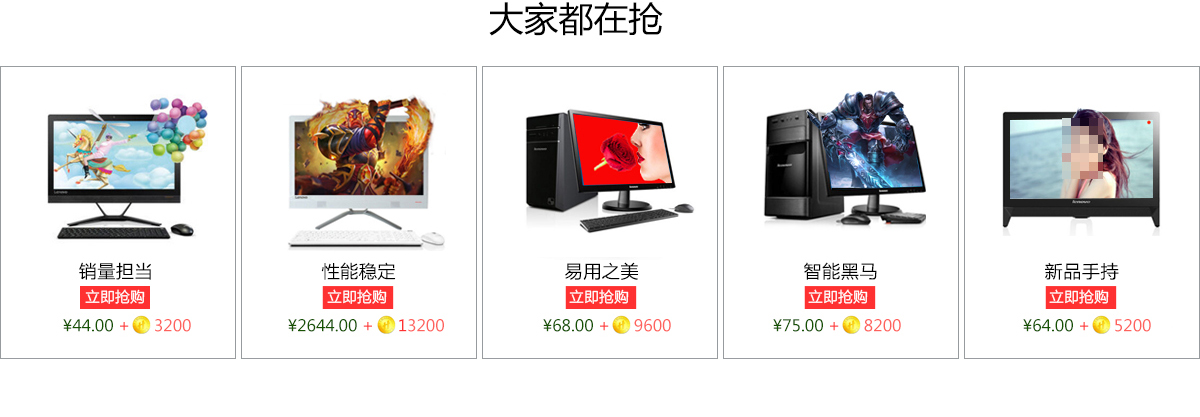 大家都在抢
销量担当
立即抢购
¥44.00 + 3200
性能稳定
立即抢购
¥2644.00 + 13200
易用之美
立即抢购
¥68.00 + 9600
智能黑马
立即抢购
¥75.00 + 8200
新品手持
立即抢购
¥64.00 + 5200